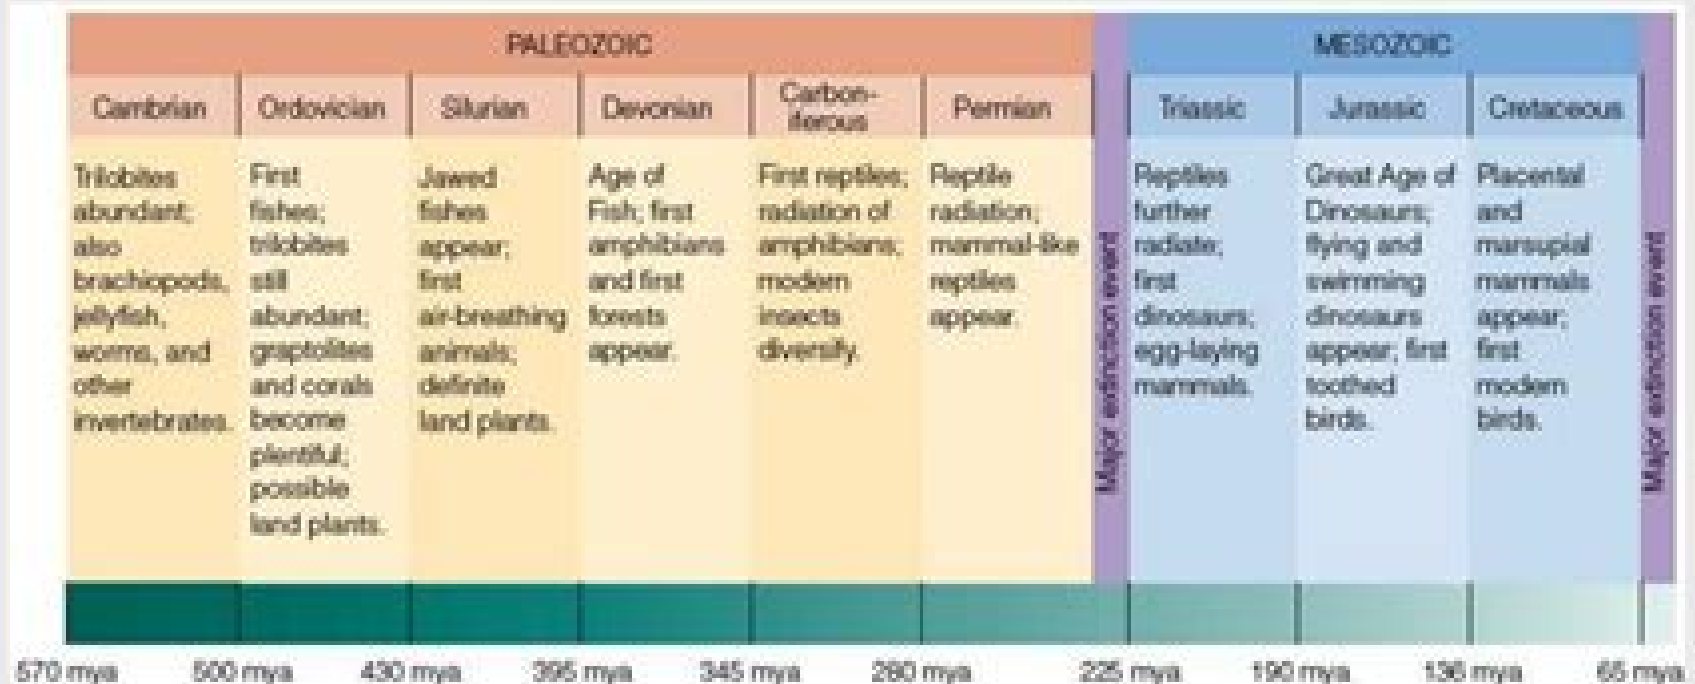 PALEOZOIC
MESOZOIC
Cambrian
Ordovician
Silurian
Devonian
Carbon-
iferous
Permian
Triassic
Jurassic
Cretaceous
Trilobites
abundant;
also
brachiopods,
jellyfish,
worms, and
other
invertebrates.
First
fishes;
trilobites
still
abundant;
graptolites
and corals
become
plentiful;
possible
land plants.
Jawed
fishes
appear;
first
air-breathing
animals;
definite
land plants.
Age of
Fish; first
amphibians
and first
forests
appear.
First reptiles;
radiation of
amphibians;
modern
insects
diversify.
Reptile
radiation;
mammal-like
reptiles
appear.
Major extinction event
Reptiles
further
radiate;
first
dinosaurs;
egg-laying
mammals.
Great Age of
Dinosaurs;
flying and
swimming
dinosaurs
appear; first
toothed
birds.
Placental
and
marsupial
mammals
appear;
first
modern
birds.
Major extinction event
570 mya
500 mya
430 mya
395 mya
345 mya
280 mya
225 mya
190 mya
136 mya
65 mya